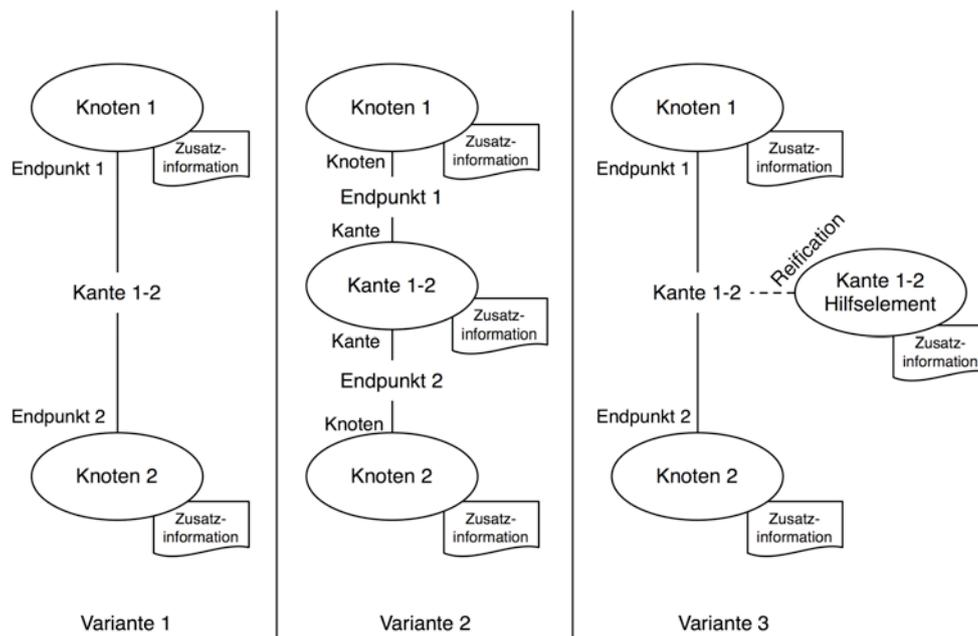 Knoten 1
Zusatz-
information
Endpunkt 1
Kante 1-2
Endpunkt 2
Knoten 2
Zusatz-
information
Variante 1
Knoten 1
Zusatz-
information
Knoten
Endpunkt 1
Kante
Kante 1-2
Zusatz-
information
Kante
Endpunkt 2
Knoten
Knoten 2
Zusatz-
information
Variante 2
Knoten 1
Zusatz-
information
Endpunkt 1
Kante 1-2
Reification
Kante 1-2
Hilfselement
Zusatz-
information
Endpunkt 2
Knoten 2
Zusatz-
information
Variante 3